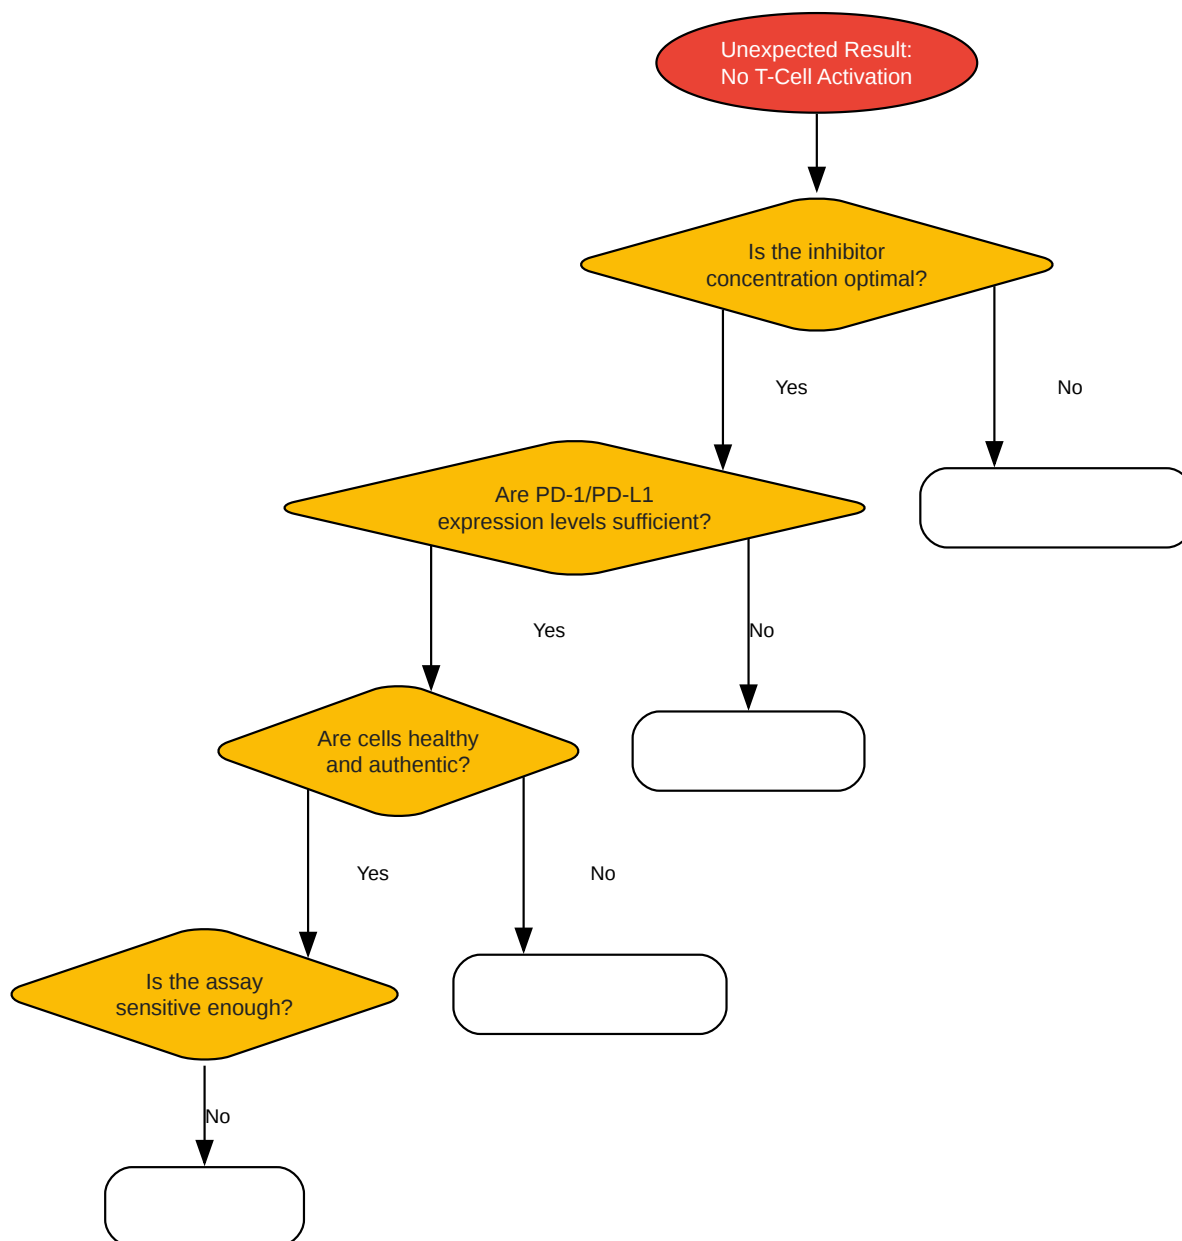 Unexpected Result:
No T-Cell Activation
Is the inhibitor
concentration optimal?
Yes
No
Are PD-1/PD-L1
expression levels sufficient?
Yes
No
Are cells healthy
and authentic?
Yes
No
Is the assay
sensitive enough?
No